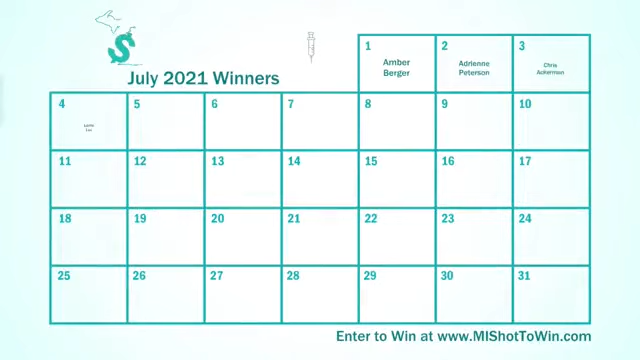 July 2021 Winners
1 2 3
Amber
Berger
Adrienne
Peterson
Chris
Ackerman
4 5 6 7 8 9 10
11 12 13 14 15 16 17
18 19 20 21 22 23 24
25 26 27 28 29 30 31
Enter to Win at www.MIShotToWin.com